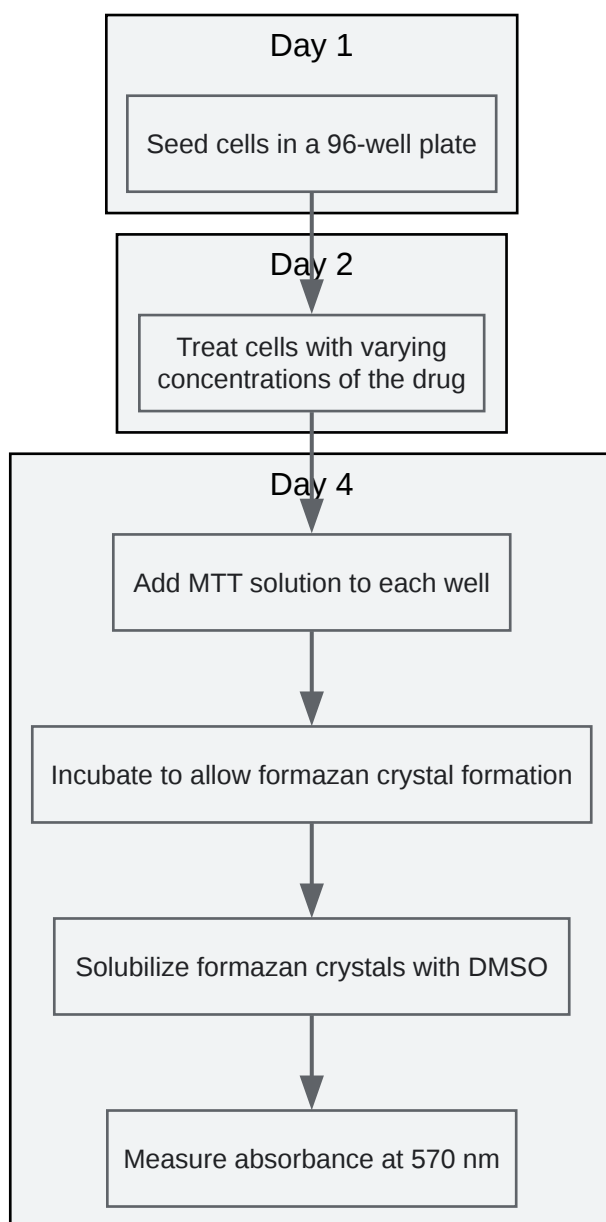 Day 1
Seed cells in a 96-well plate
Day 2
Treat cells with varying
concentrations of the drug
Day 4
Add MTT solution to each well
Incubate to allow formazan crystal formation
Solubilize formazan crystals with DMSO
Measure absorbance at 570 nm